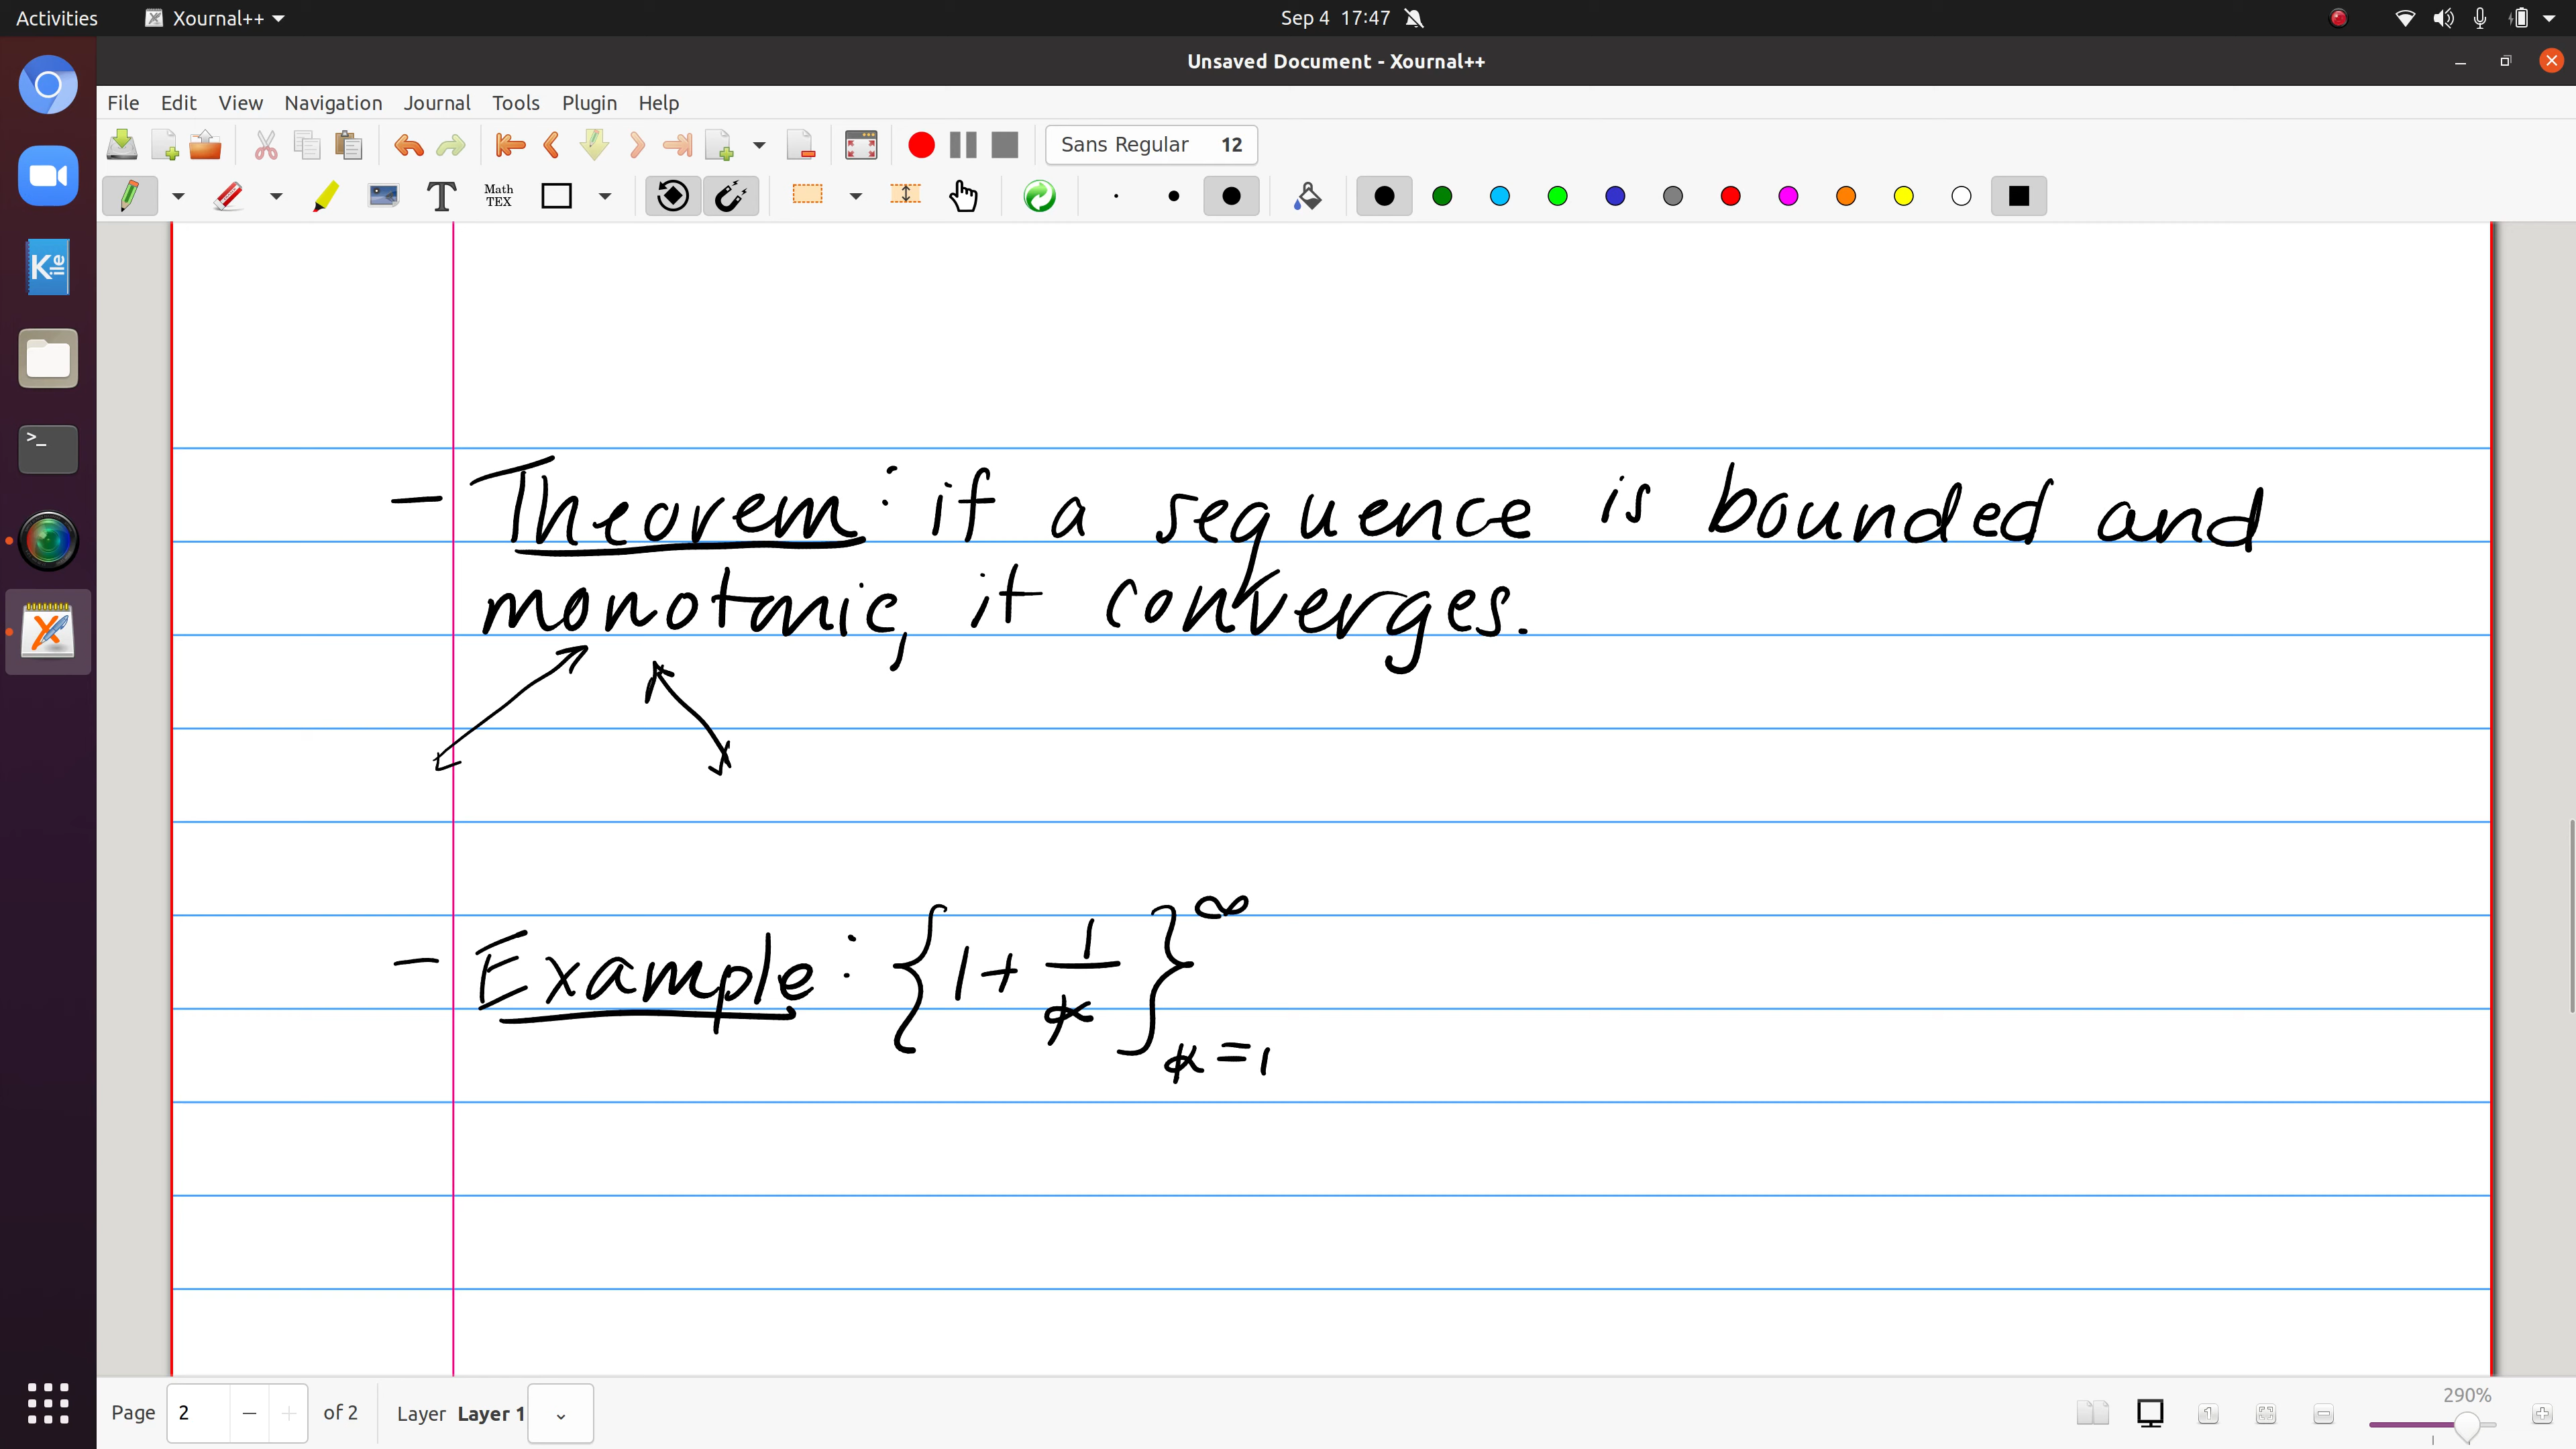 Activities Xournal++ Sep 4 17:47
Unsaved Document - Xournal++
File Edit View Navigation Journal Tools Plugin Help
Sans Regular 12
Math
TEX
Kile
>_
- Theorem: if a sequence is bounded and
monotonic, it converges.
- Example: {1 + 1/k}^∞_{k=1}
Page 2 of 2 Layer Layer 1 290%